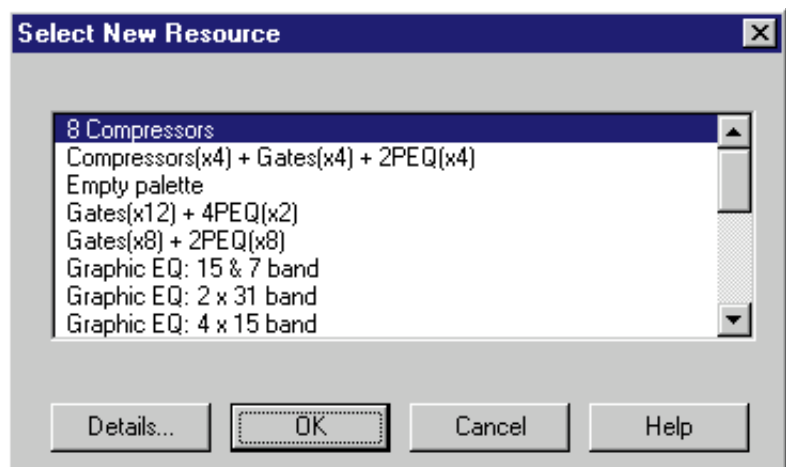 Select New Resource
8 Compressors
Compressors(x4) + Gates(x4) + 2PEQ(x4)
Empty palette
Gates(x12) + 4PEQ(x2)
Gates(x8) + 2PEQ(x8)
Graphic EQ: 15 & 7 band
Graphic EQ: 2 x 31 band
Graphic EQ: 4 x 15 band
Details... OK Cancel Help